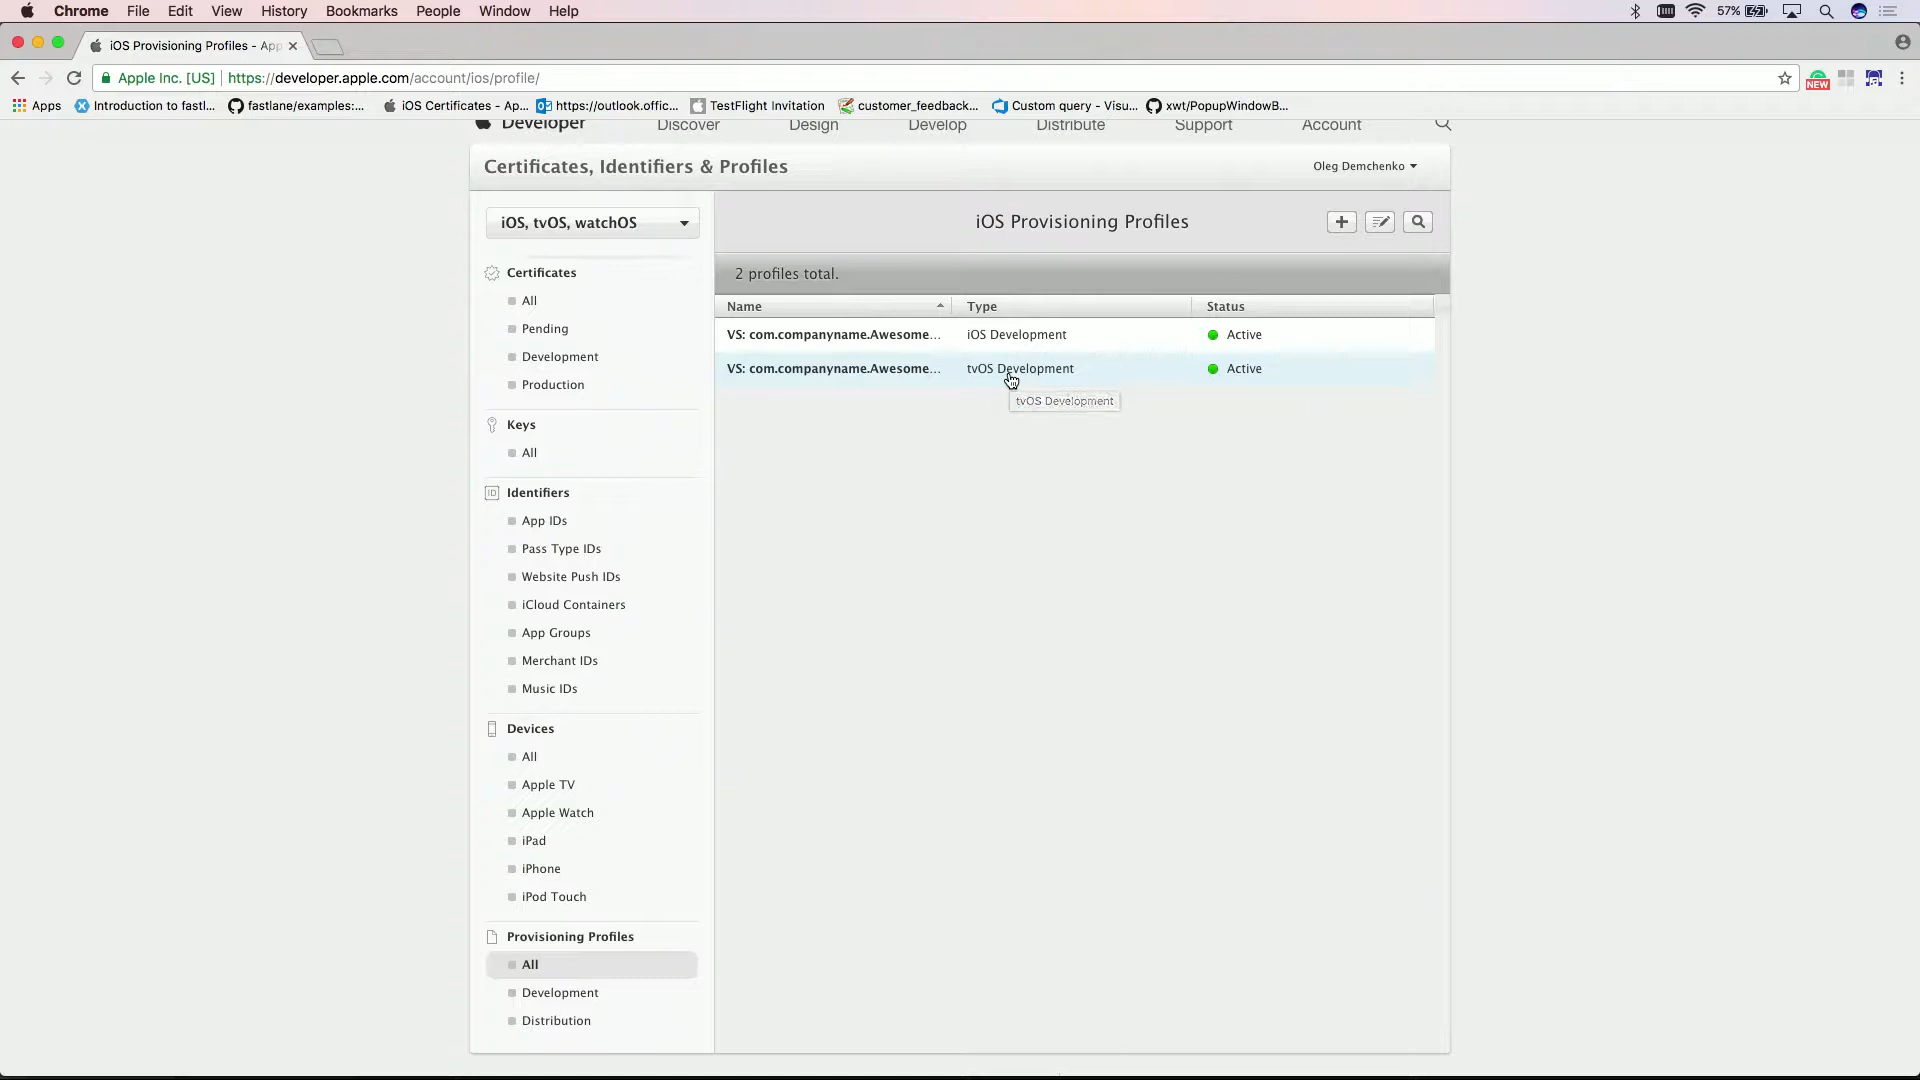 Chrome File Edit View History Bookmarks People Window Help 57%
iOS Provisioning Profiles - App
Apple Inc. [US] https://developer.apple.com/account/ios/profile/
NEW
Apps Introduction to fastl... fastlane/examples:... iOS Certificates - Ap... https://outlook.offic... TestFlight Invitation customer_feedback... Custom query - Visu... xwt/PopupWindowB...
Developer Discover Design Develop Distribute Support Account
Certificates, Identifiers & Profiles
Oleg Demchenko
iOS, tvOS, watchOS
Certificates
All
Pending
Development
Production
Keys
All
ID Identifiers
App IDs
Pass Type IDs
Website Push IDs
iCloud Containers
App Groups
Merchant IDs
Music IDs
Devices
All
Apple TV
Apple Watch
iPad
iPhone
iPod Touch
Provisioning Profiles
All
Development
Distribution
iOS Provisioning Profiles
2 profiles total.
Name Type Status
VS: com.companyname.Awesome... iOS Development Active
VS: com.companyname.Awesome... tvOS Development Active
tvOS Development